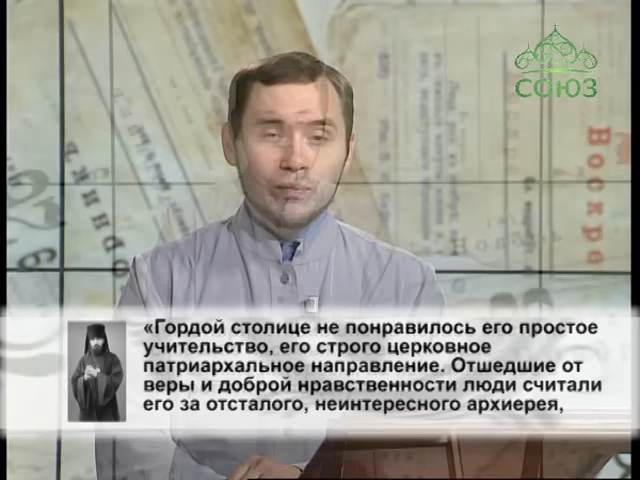 СОЮЗ
Воскре
«Гордой столице не понравилось его простое
учительство, его строго церковное
патриархальное направление. Отшедшие от
веры и доброй нравственности люди считали
его за отсталого, неинтересного архиерея,